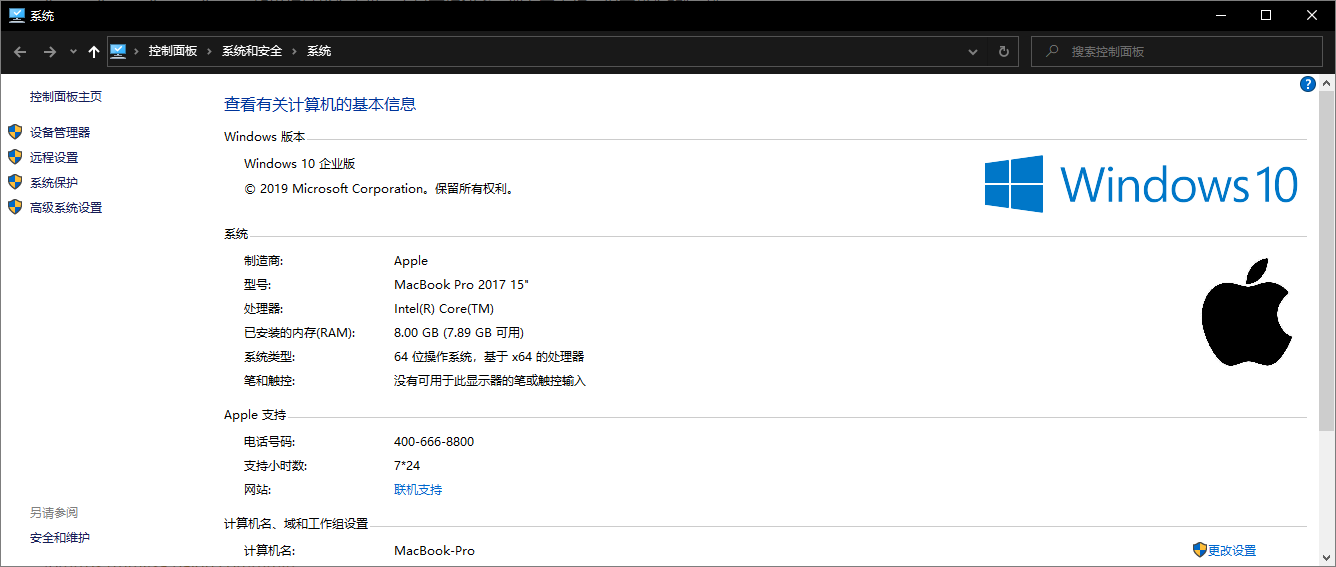 系统
控制面板 系统和安全 系统
搜索控制面板
控制面板主页
设备管理器
远程设置
系统保护
高级系统设置
另请参阅
安全和维护
查看有关计算机的基本信息
Windows 版本
Windows 10 企业版
© 2019 Microsoft Corporation。保留所有权利。
Windows 10
系统
制造商: Apple
型号: MacBook Pro 2017 15"
处理器: Intel(R) Core(TM)
已安装的内存(RAM): 8.00 GB (7.89 GB 可用)
系统类型: 64 位操作系统, 基于 x64 的处理器
笔和触控: 没有可用于此显示器的笔或触控输入
Apple 支持
电话号码: 400-666-8800
支持小时数: 7*24
网站: 联机支持
计算机名、域和工作组设置
计算机名: MacBook-Pro 更改设置